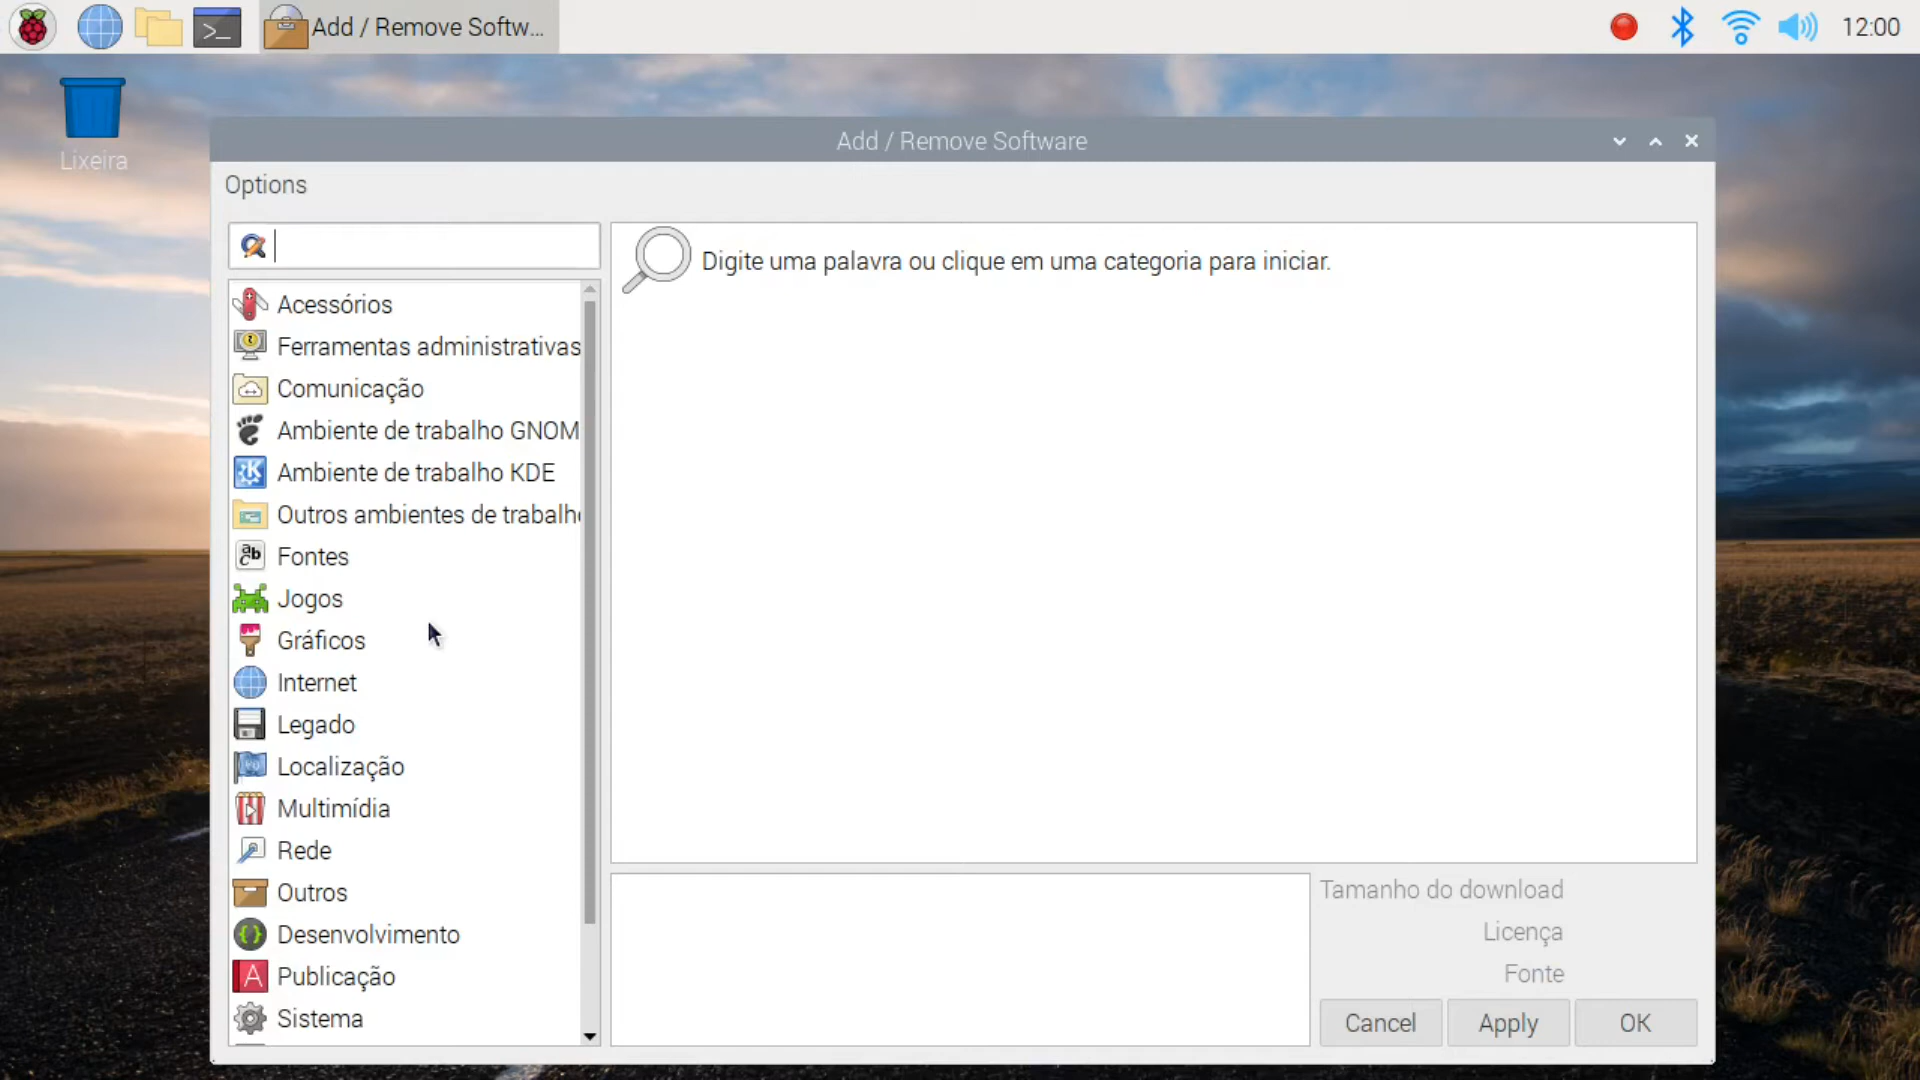 Add / Remove Softw...
12:00
Lixeira
Add / Remove Software
Options
Digite uma palavra ou clique em uma categoria para iniciar.
Acessórios
Ferramentas administrativas
Comunicação
Ambiente de trabalho GNOM
Ambiente de trabalho KDE
Outros ambientes de trabalho
Fontes
Jogos
Gráficos
Internet
Legado
Localização
Multimídia
Rede
Outros
Desenvolvimento
Publicação
Sistema
Tamanho do download
Licença
Fonte
Cancel
Apply
OK